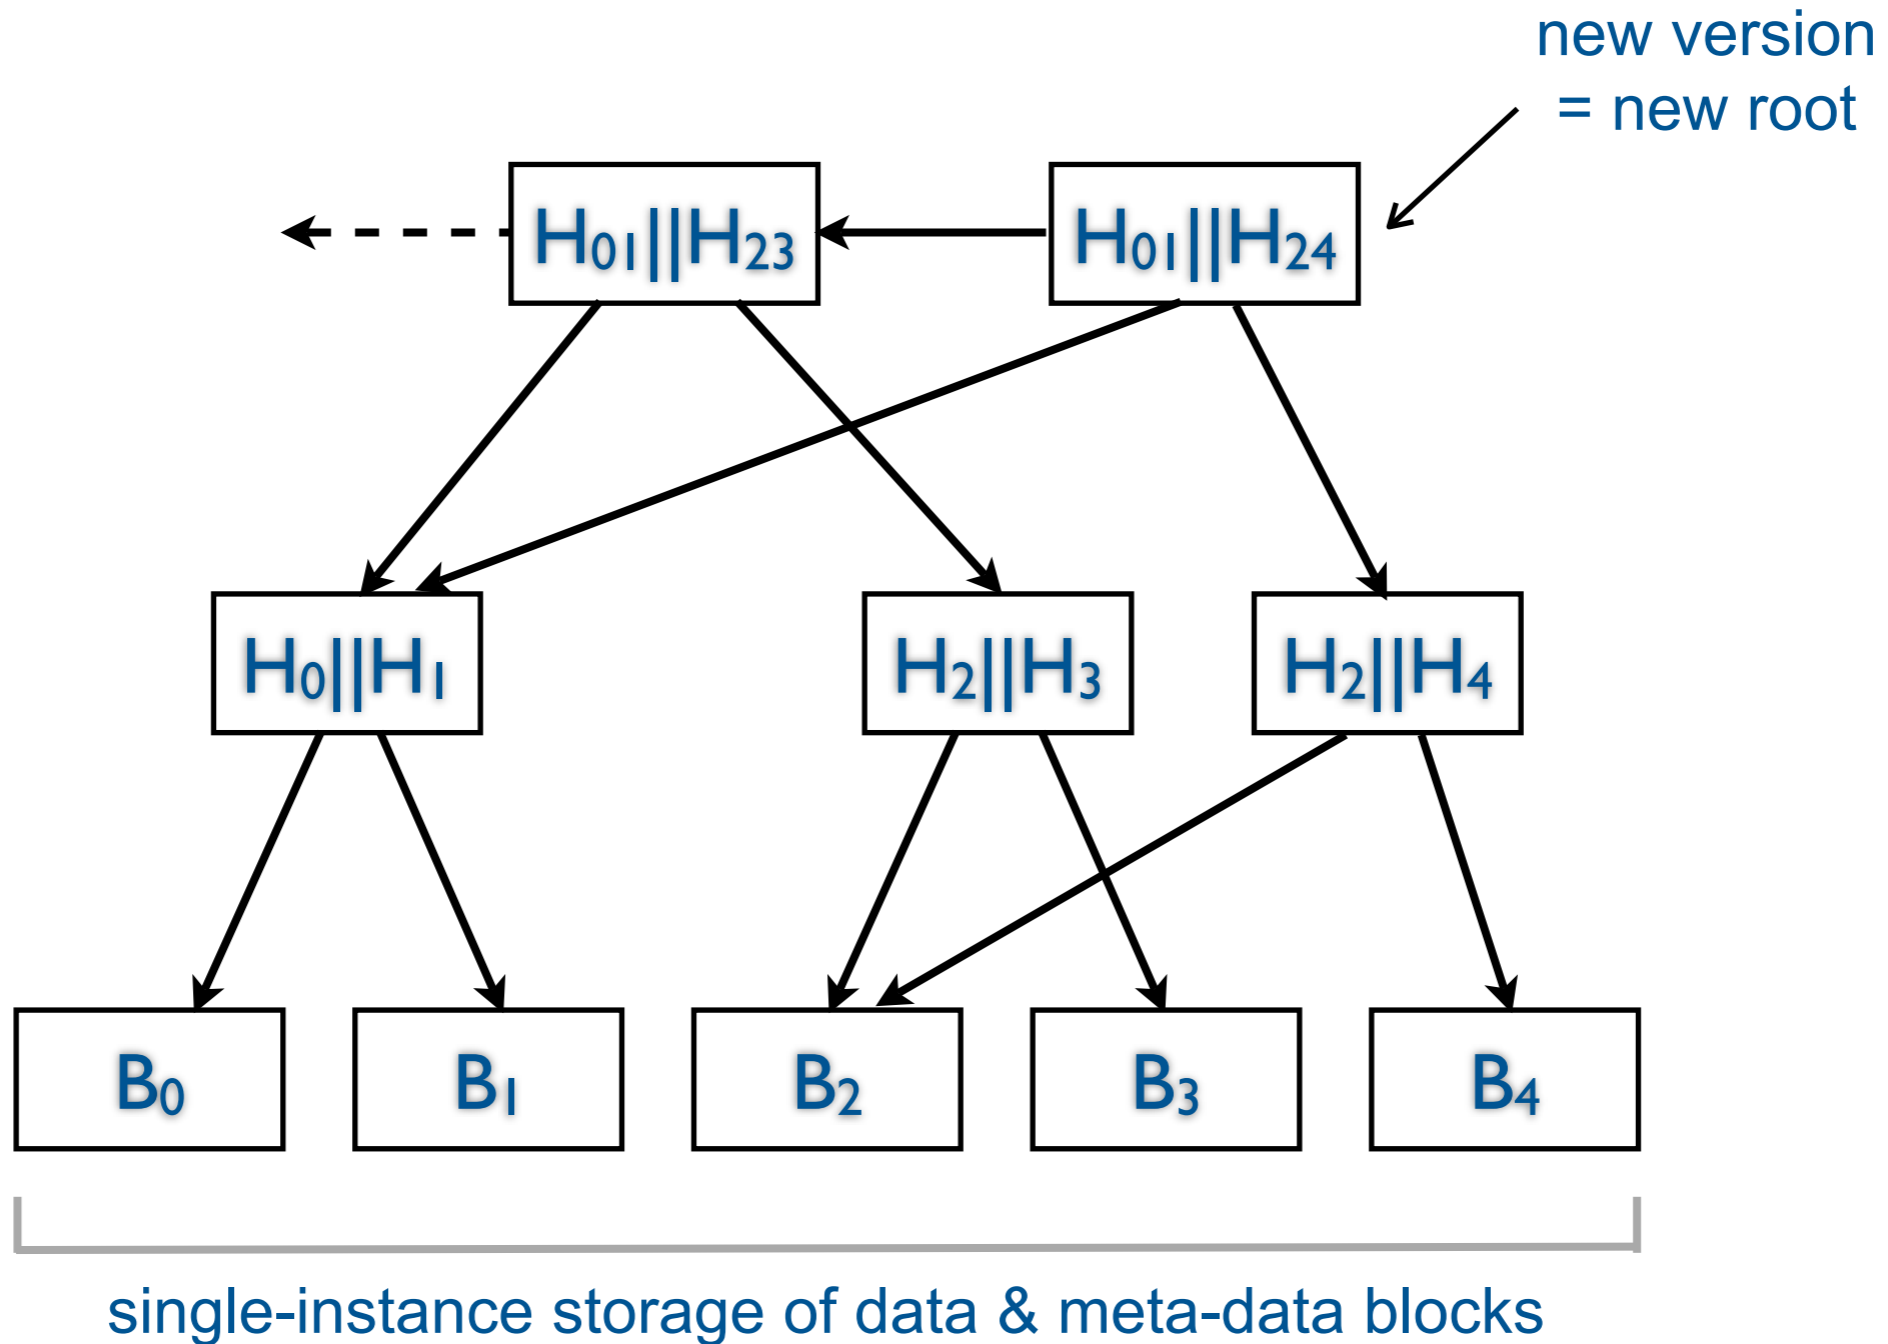 new version
= new root
H₀₁||H₂₃
H₀₁||H₂₄
H₀||H₁
H₂||H₃
H₂||H₄
B₀
B₁
B₂
B₃
B₄
single-instance storage of data & meta-data blocks